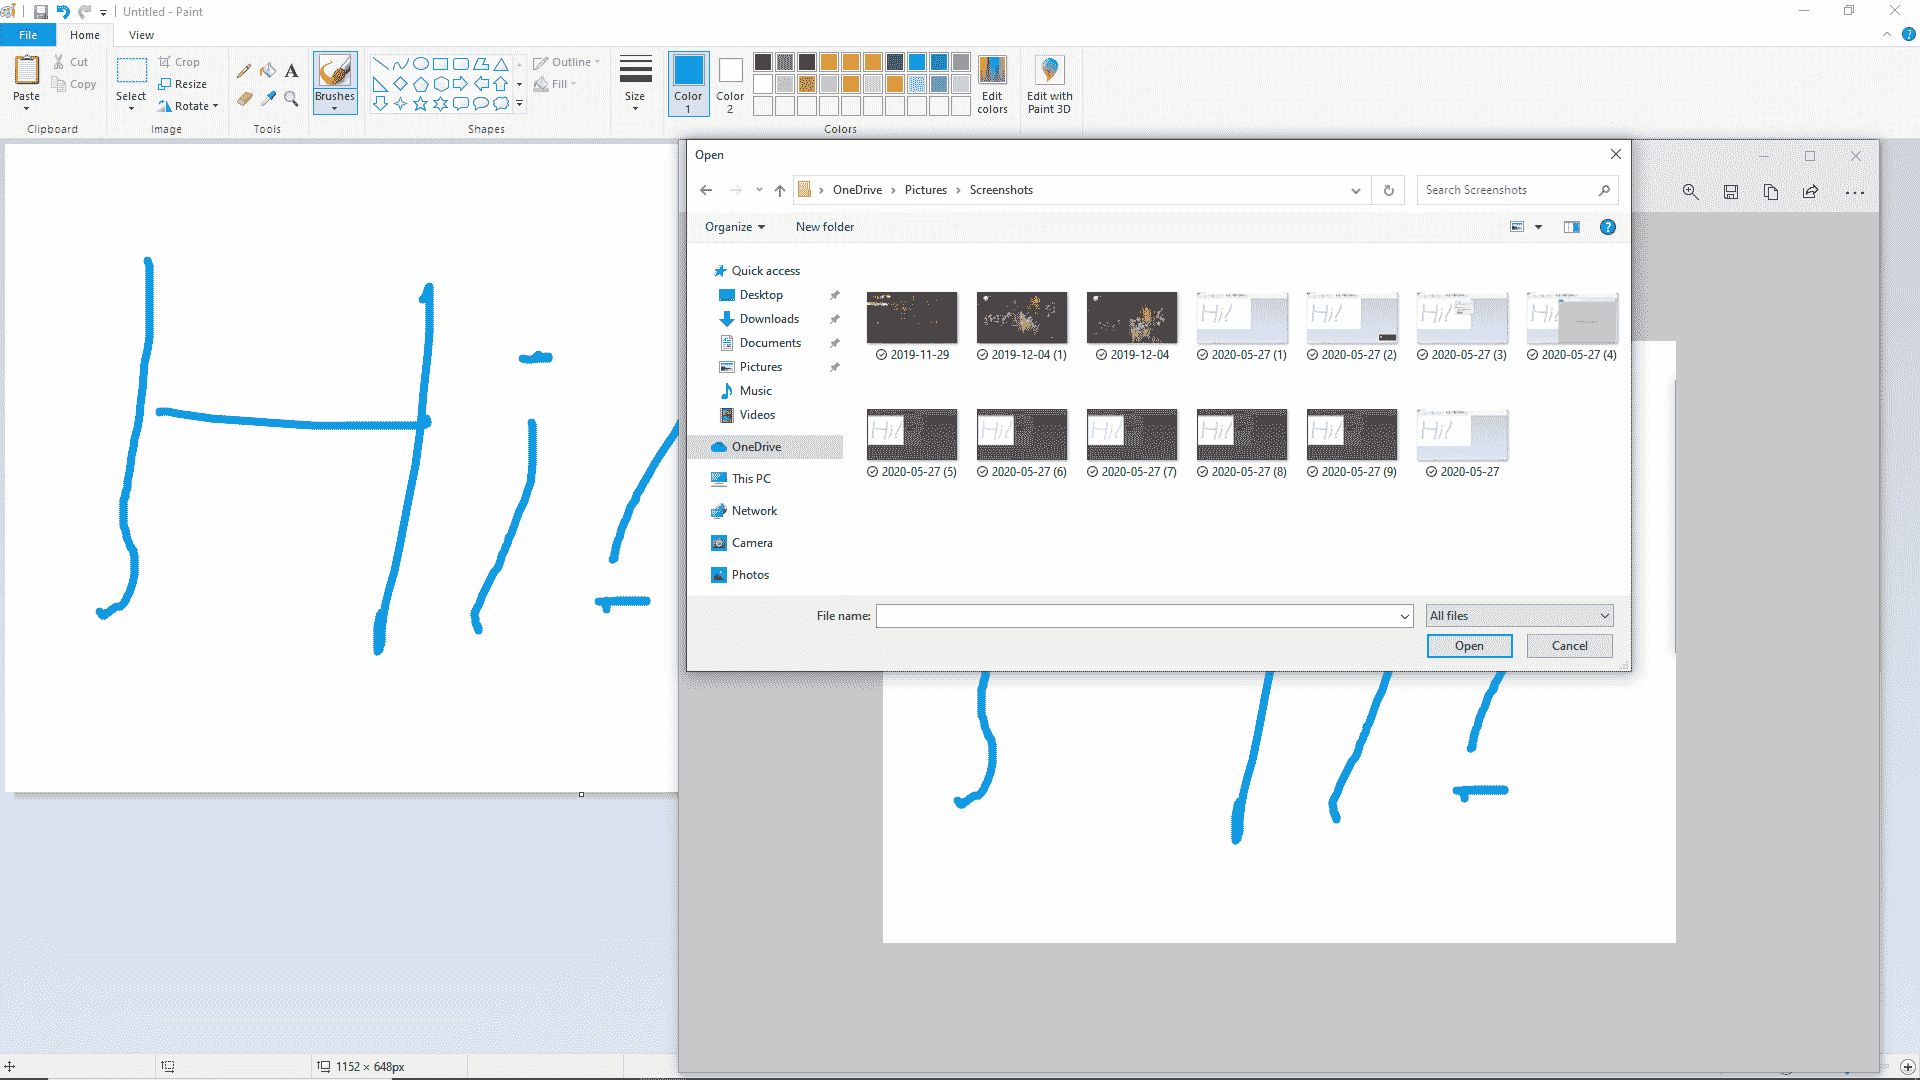 Untitled - Paint
File
Home
View
Paste
Cut
Copy
Clipboard
Select
Crop
Resize
Rotate
Image
A
Tools
Brushes
Outline
Fill
Shapes
Size
Color 1
Color 2
Edit colors
Colors
Edit with Paint 3D
?
Hi!
Open
OneDrive
Pictures
Screenshots
Search Screenshots
Organize
New folder
?
Quick access
Desktop
Downloads
Documents
Pictures
Music
Videos
OneDrive
This PC
Network
Camera
Photos
2019-11-29
2019-12-04 (1)
2019-12-04
2020-05-27 (1)
2020-05-27 (2)
2020-05-27 (3)
2020-05-27 (4)
2020-05-27 (5)
2020-05-27 (6)
2020-05-27 (7)
2020-05-27 (8)
2020-05-27 (9)
2020-05-27
File name:
All files
Open
Cancel
1152 × 648px